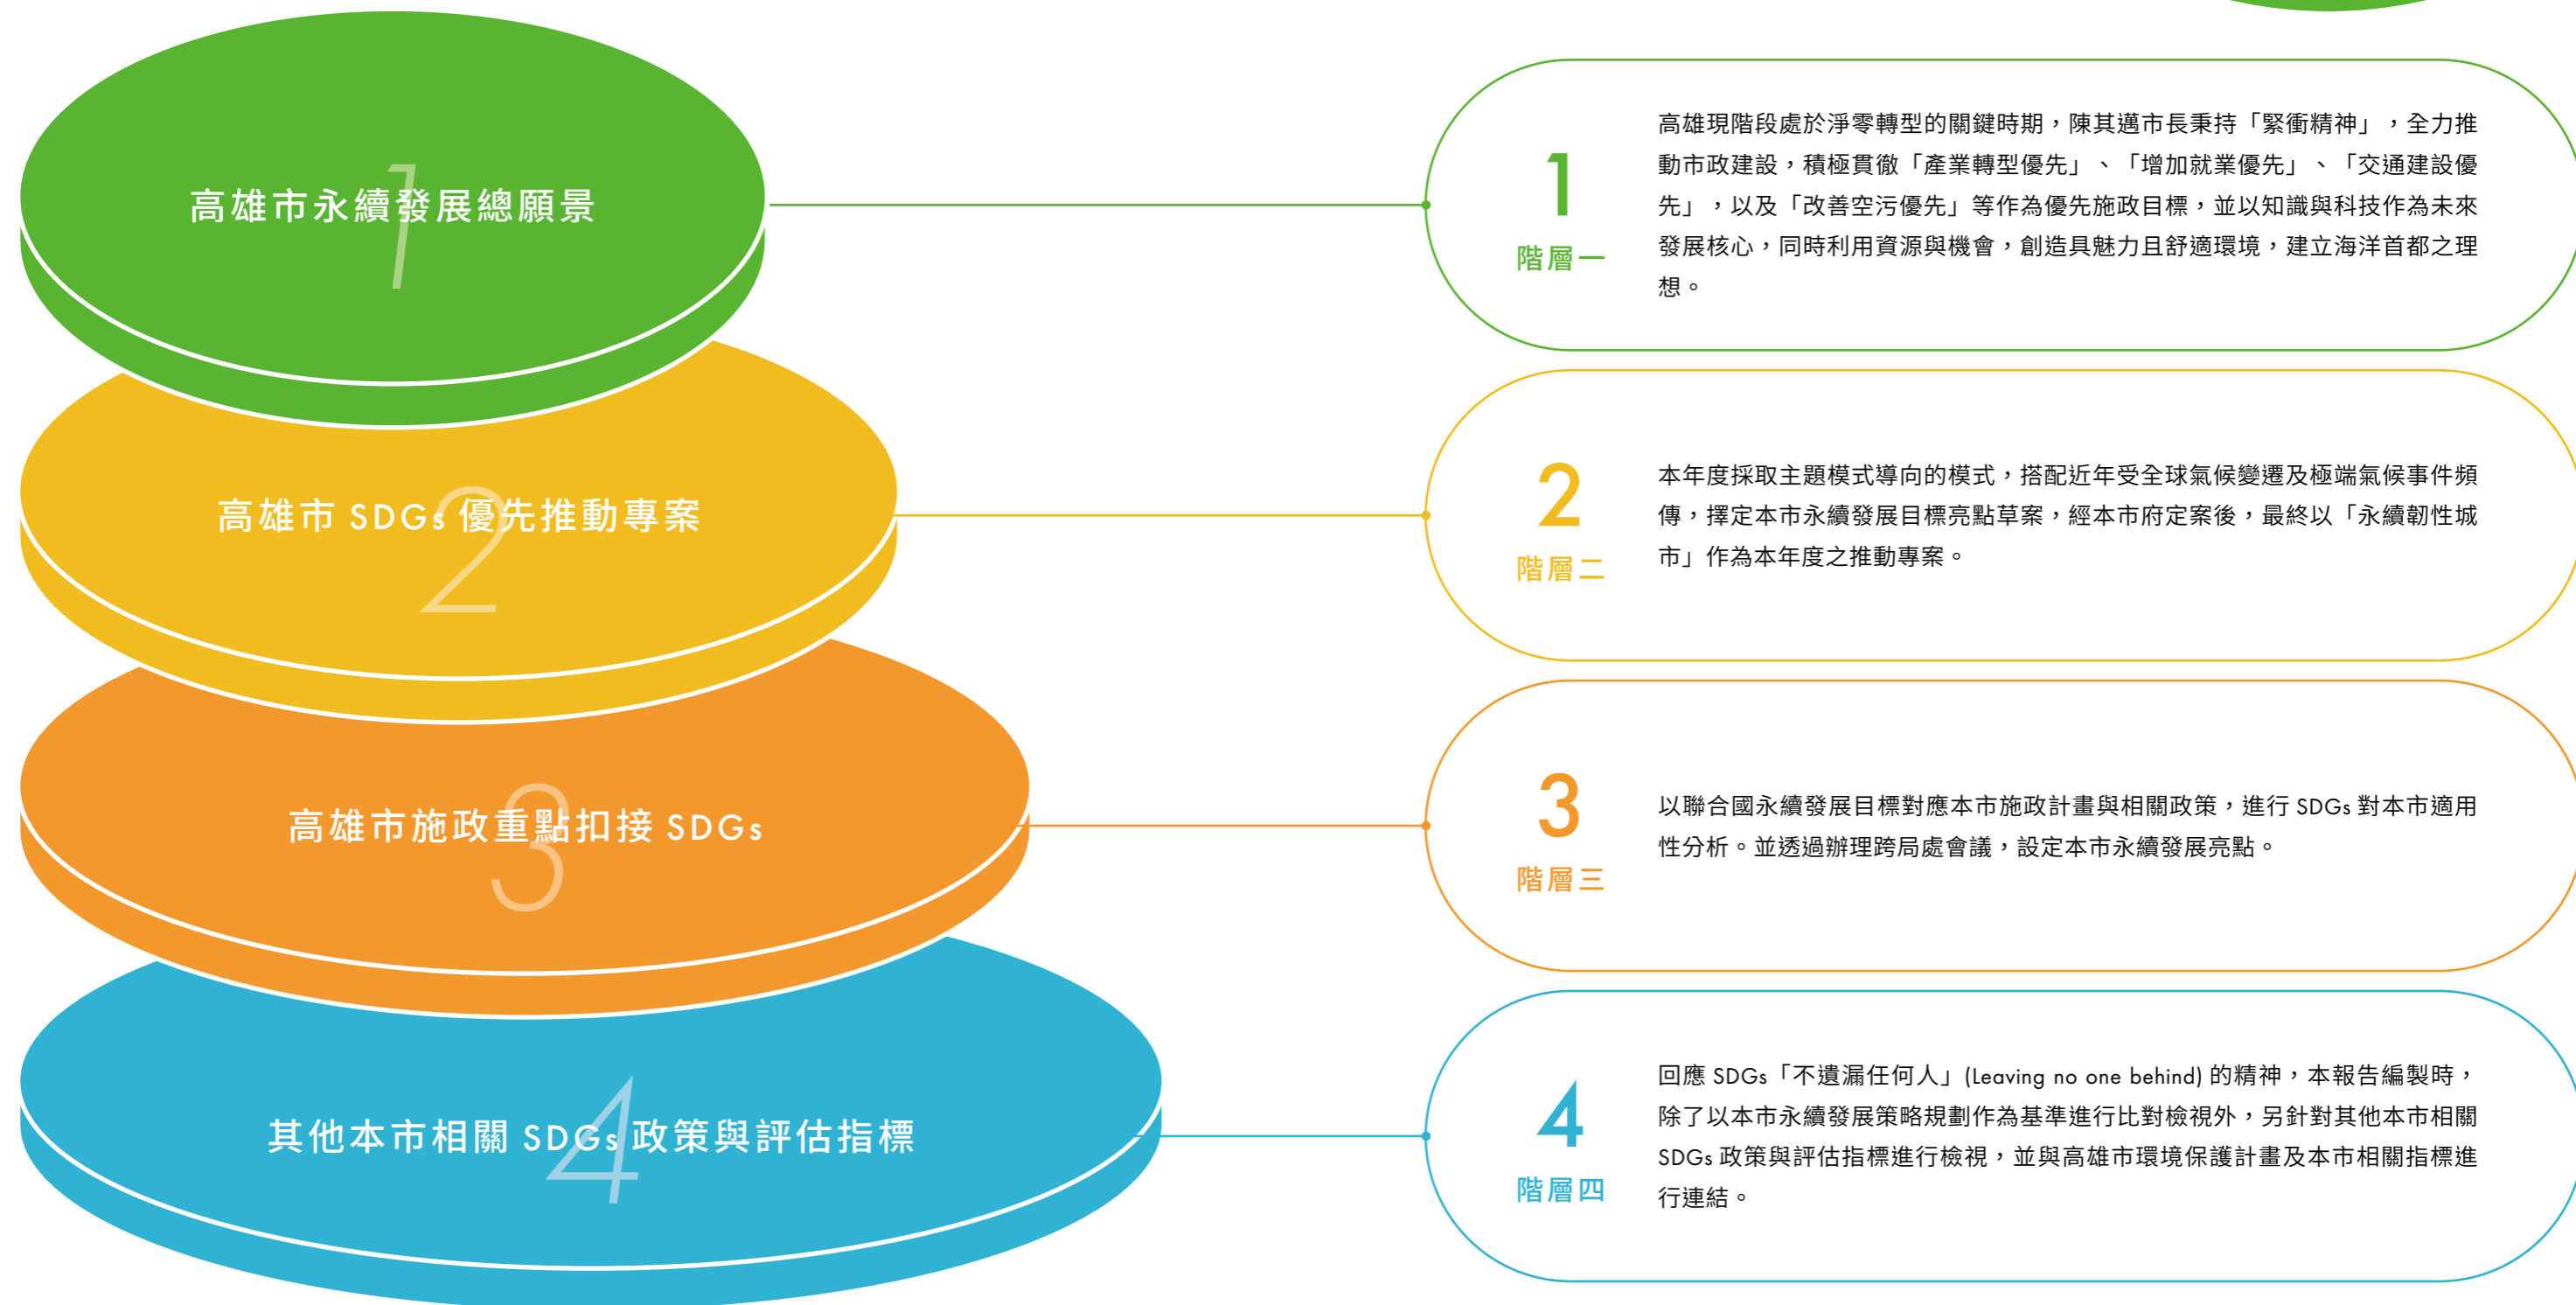 高雄市永續發展總願景
1
1
階層一
高雄現階段處於淨零轉型的關鍵時期，陳其邁市長秉持「緊衝精神」，全力推
動市政建設，積極貫徹「產業轉型優先」、「增加就業優先」、「交通建設優
先」，以及「改善空污優先」等作為優先施政目標，並以知識與科技作為未來
發展核心，同時利用資源與機會，創造具魅力且舒適環境，建立海洋首都之理
想。
高雄市 SDGs 優先推動專案
2
2
階層二
本年度採取主題模式導向的模式，搭配近年受全球氣候變遷及極端氣候事件頻
傳，擇定本市永續發展目標亮點草案，經本市府定案後，最終以「永續韌性城
市」作為本年度之推動專案。
高雄市施政重點扣接 SDGs
3
3
階層三
以聯合國永續發展目標對應本市施政計畫與相關政策，進行 SDGs 對本市適用
性分析。並透過辦理跨局處會議，設定本市永續發展亮點。
其他本市相關 SDGs 政策與評估指標
4
4
階層四
回應 SDGs「不遺漏任何人」(Leaving no one behind) 的精神，本報告編製時，
除了以本市永續發展策略規劃作為基準進行比對檢視外，另針對其他本市相關
SDGs 政策與評估指標進行檢視，並與高雄市環境保護計畫及本市相關指標進
行連結。